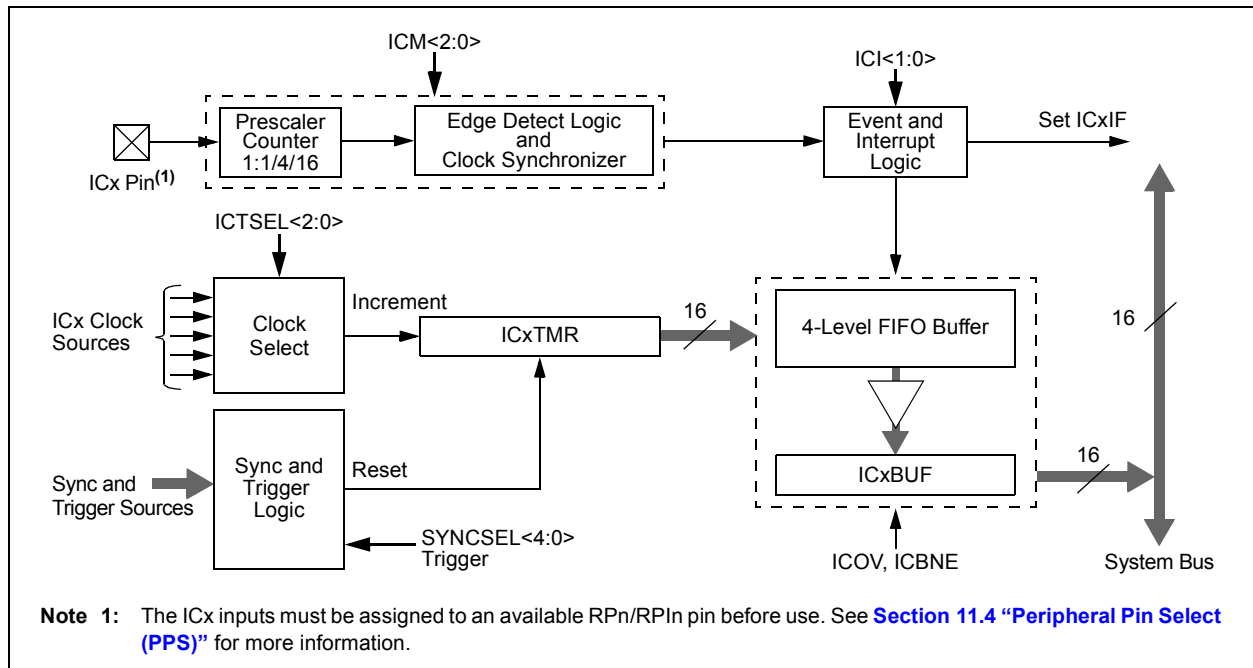 ICM<2:0>
ICI<1:0>
Prescaler
Counter
1:1/4/16
Edge Detect Logic
and
Clock Synchronizer
Event and
Interrupt
Logic
Set ICxIF
ICx Pin(1)
ICTSEL<2:0>
ICx Clock
Sources
Clock
Select
Increment
ICxTMR
16
4-Level FIFO Buffer
16
Sync and
Trigger Sources
Sync and
Trigger
Logic
Reset
ICxBUF
16
SYNCSEL<4:0>
Trigger
ICOV, ICBNE
System Bus
Note 1: The ICx inputs must be assigned to an available RPn/RPIn pin before use. See Section 11.4 “Peripheral Pin Select
(PPS)” for more information.